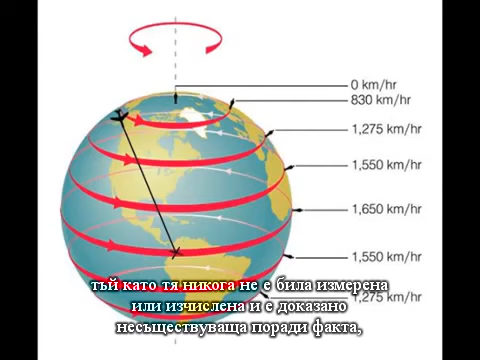 0 km/hr
830 km/hr
1,275 km/hr
1,550 km/hr
1,650 km/hr
1,550 km/hr
1,275 km/hr
тъй като тя никога не е била измерена
или изчислена и е доказано
несъществуваща поради факта,